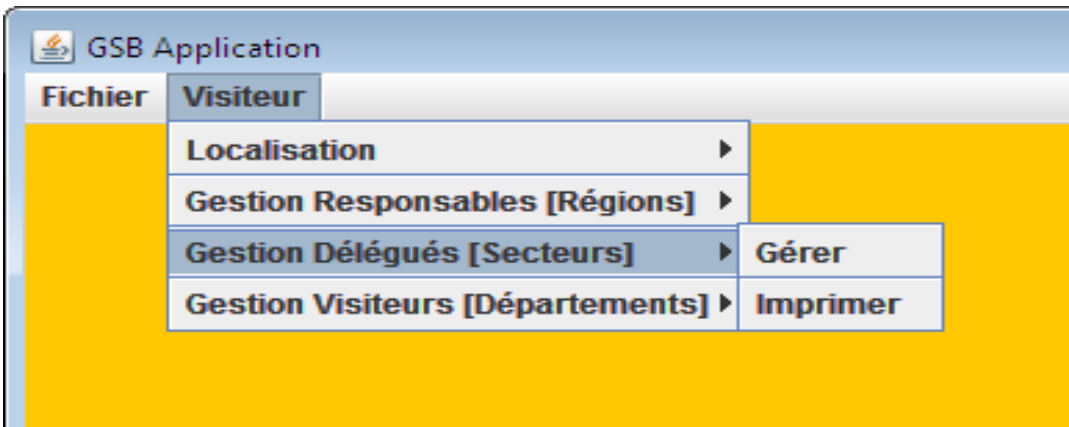 GSB Application
Fichier Visiteur
Localisation
Gestion Responsables [Régions]
Gestion Délégués [Secteurs] Gérer
Gestion Visiteurs [Départements] Imprimer